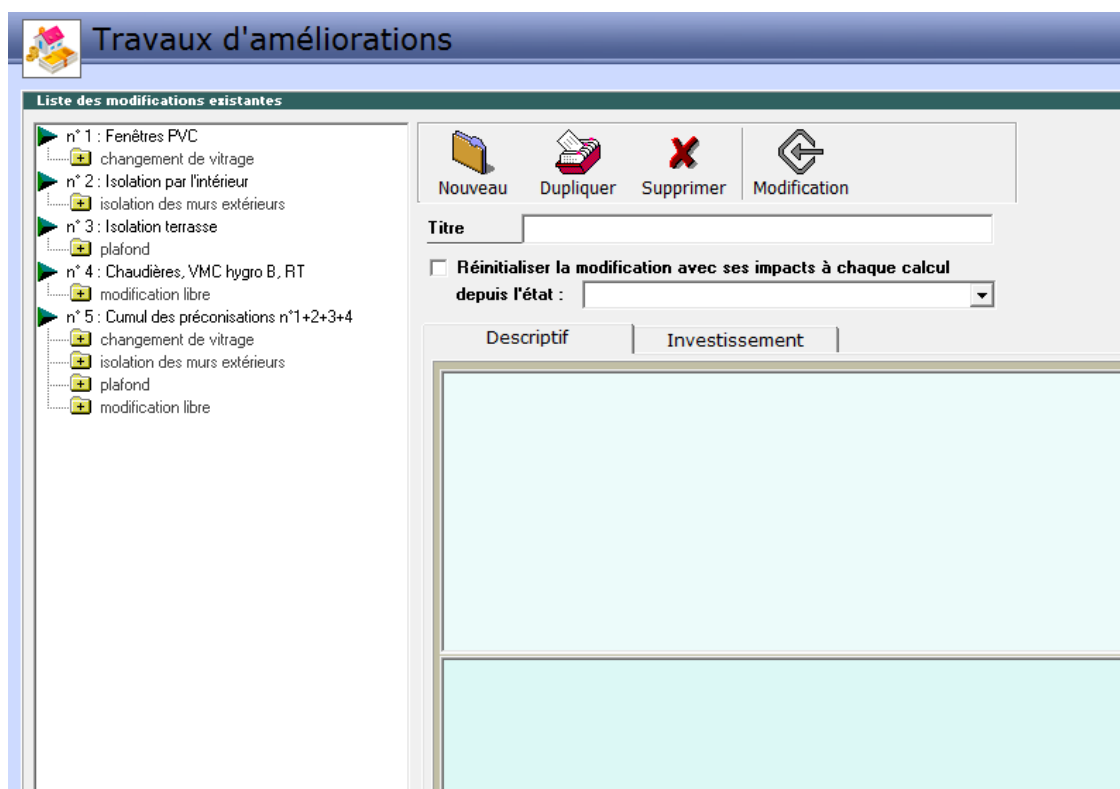 Travaux d'améliorations
Liste des modifications existantes
n° 1 : Fenêtres PVC
changement de vitrage
n° 2 : Isolation par l'intérieur
isolation des murs extérieurs
n° 3 : Isolation terrasse
plafond
n° 4 : Chaudières, VMC hygro B, RT
modification libre
n° 5 : Cumul des préconisations n°1+2+3+4
changement de vitrage
isolation des murs extérieurs
plafond
modification libre
Nouveau Dupliquer Supprimer Modification
Titre
Réinitialiser la modification avec ses impacts à chaque calcul
depuis l'état :
Descriptif Investissement